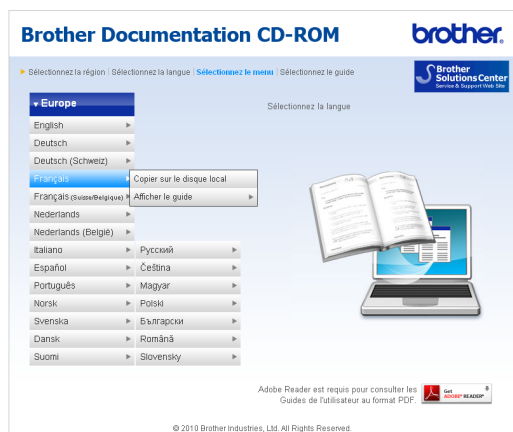 Brother Documentation CD-ROM
brother
Sélectionnez la région | Sélectionnez la langue | Sélectionnez le menu | Sélectionnez le guide
Brother
Solutions Center
Service & Support Web Site
Europe
Sélectionnez la langue
English
Deutsch
Deutsch (Schweiz)
Français
Copier sur le disque local
Français (Suisse/Belgique)
Afficher le guide
Nederlands
Nederlands (België)
Italiano
Русский
Español
Čeština
Português
Magyar
Norsk
Polski
Svenska
Български
Dansk
Română
Suomi
Slovensky
Adobe Reader est requis pour consulter les
Guides de l'utilisateur au format PDF.
Get
ADOBE® READER®
© 2010 Brother Industries, Ltd. All Rights Reserved.